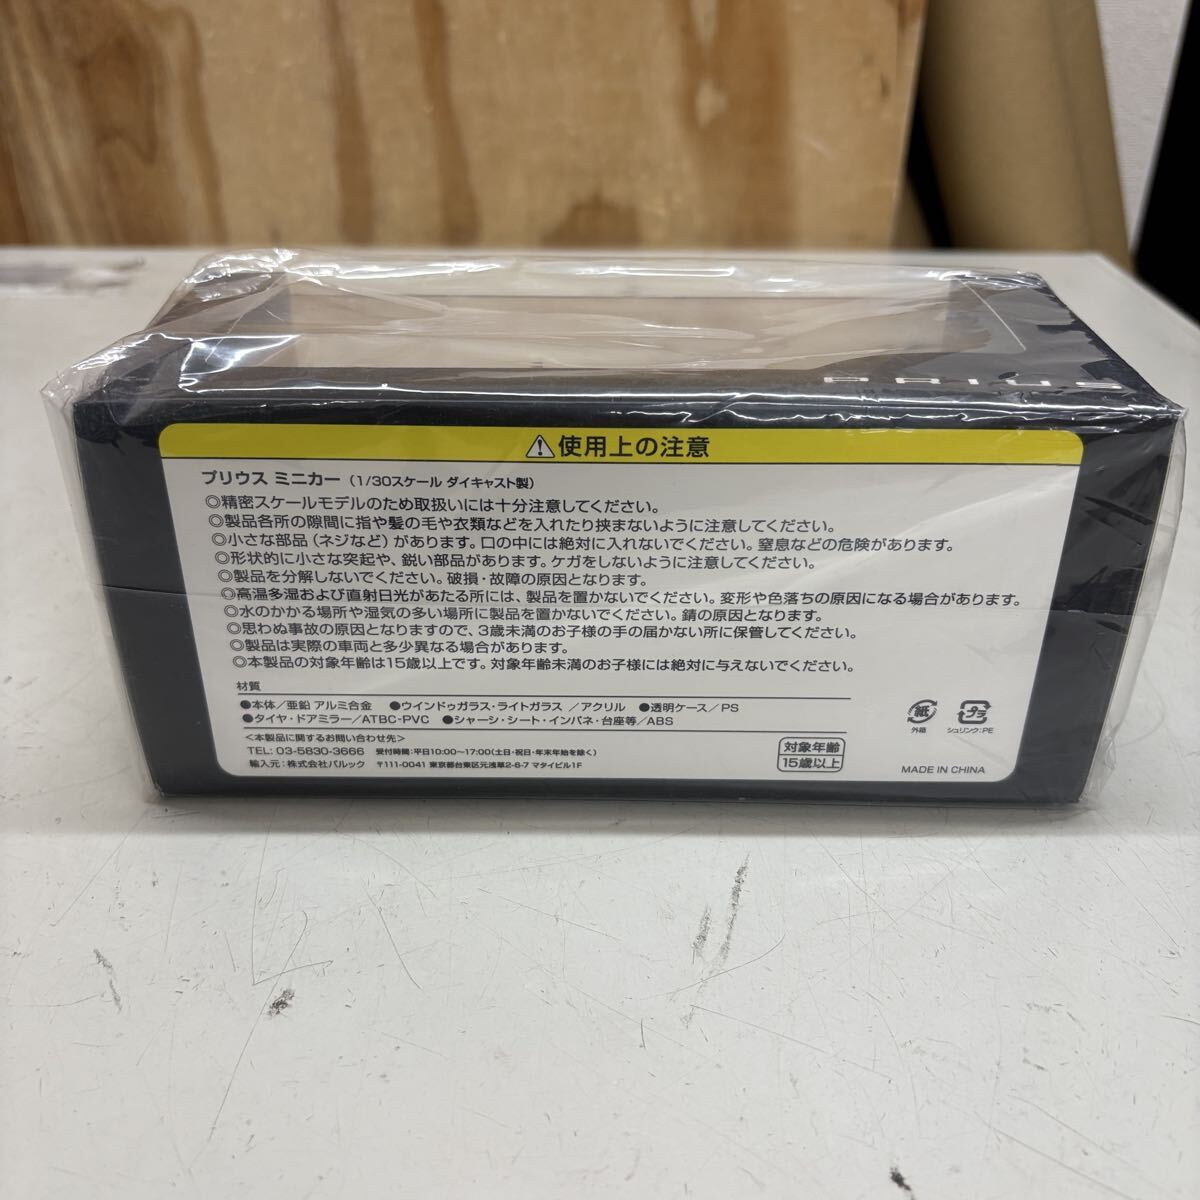 PRIUS
⚠使用上の注意
プリウス ミニカー（1/30スケール ダイキャスト製）
◎精密スケールモデルのため取扱いには十分注意してください。
◎製品各所の隙間に指や髪の毛や衣類などを入れたり挟まないように注意してください。
◎小さな部品（ネジなど）があります。口の中には絶対に入れないでください。窒息などの危険があります。
◎形状的に小さな突起や、鋭い部品があります。ケガをしないように注意してください。
◎製品を分解しないでください。破損・故障の原因となります。
◎高温多湿および直射日光があたる所には、製品を置かないでください。変形や色落ちの原因になる場合があります。
◎水のかかる場所や湿気の多い場所に製品を置かないでください。錆の原因となります。
◎思わぬ事故の原因となりますので、3歳未満のお子様の手の届かない所に保管してください。
◎製品は実際の車両と多少異なる場合があります。
◎本製品の対象年齢は15歳以上です。対象年齢未満のお子様には絶対に与えないでください。
材質
●本体／亜鉛 アルミ合金 ●ウインドゥガラス・ライトガラス ／アクリル ●透明ケース／PS
●タイヤ・ドアミラー／ATBC-PVC ●シャーシ・シート・インパネ・台座等／ABS
＜本製品に関するお問い合わせ先＞
TEL: 03-5830-3666 受付時間：平日10:00〜17:00（土日・祝日・年末年始を除く）
輸入元：株式会社バルック 〒111-0041 東京都台東区元浅草2-6-7 マタイビル1F
対象年齢
15歳以上
紙
外箱
プラ
シュリンク：PE
MADE IN CHINA